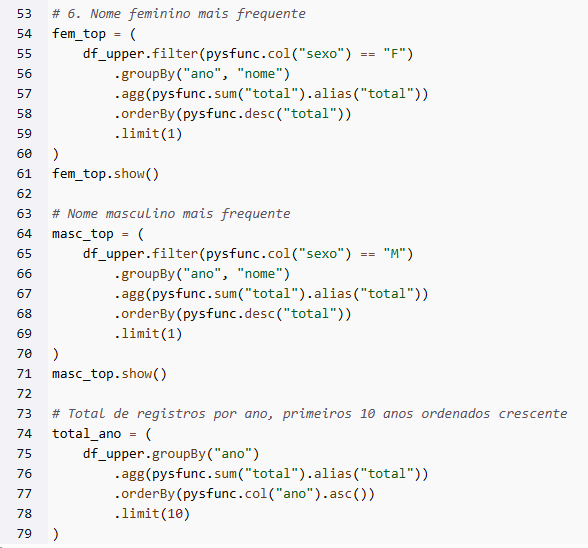 53 # 6. Nome feminino mais frequente
54 fem_top = (
55     df_upper.filter(pysfunc.col("sexo") == "F")
56         .groupBy("ano", "nome")
57         .agg(pysfunc.sum("total").alias("total"))
58         .orderBy(pysfunc.desc("total"))
59         .limit(1)
60 )
61 fem_top.show()
62
63 # Nome masculino mais frequente
64 masc_top = (
65     df_upper.filter(pysfunc.col("sexo") == "M")
66         .groupBy("ano", "nome")
67         .agg(pysfunc.sum("total").alias("total"))
68         .orderBy(pysfunc.desc("total"))
69         .limit(1)
70 )
71 masc_top.show()
72
73 # Total de registros por ano, primeiros 10 anos ordenados crescente
74 total_ano = (
75     df_upper.groupBy("ano")
76         .agg(pysfunc.sum("total").alias("total"))
77         .orderBy(pysfunc.col("ano").asc())
78         .limit(10)
79 )